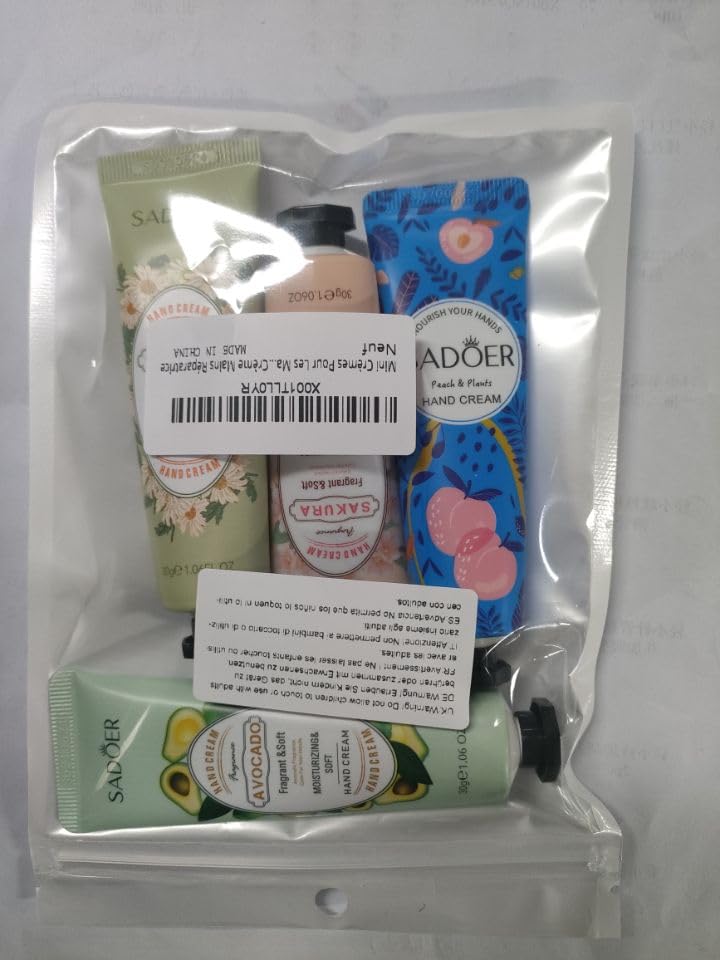 SADOER
HAND CREAM
HAND CREAM
30g℮1.06 OZ
30g℮1.06OZ
HAND CREAM
Fragrance
SAKURA
Fragrant &Soft
NOURISH YOUR HANDS
SADOER
Peach & Plants
HAND CREAM
X001TLLOYR
Mini Crèmes Pour Les Ma...Crème Mains Réparatrice
Neuf
MADE IN CHINA
UK Warning! Do not allow children to touch or use with adults
DE Warnung! Erlauben Sie Kindern nicht, das Gerät zu
berühren oder zusammen mit Erwachsenen zu benutzen
FR Avertissement ! Ne pas laisser les enfants toucher ou utilis-
er avec les adultes.
IT Attenzione! Non permettere ai bambini di toccarlo o utiliz-
zarlo insieme agli adulti.
ES Advertencia No permita que los niños lo toquen ni lo utili-
cen con adultos.
SADOER
HAND CREAM
Fragrance
AVOCADO
Fragrant &Soft
MOISTURIZING&
SOFT
HAND CREAM
HAND CREAM
30g℮1.06 OZ